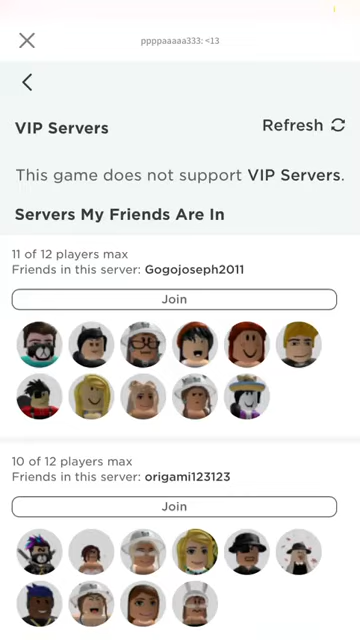 ppppaaaaa333: <13
VIP Servers
Refresh
This game does not support VIP Servers.
Servers My Friends Are In
11 of 12 players max
Friends in this server: Gogojoseph2011
Join
10 of 12 players max
Friends in this server: origami123123
Join